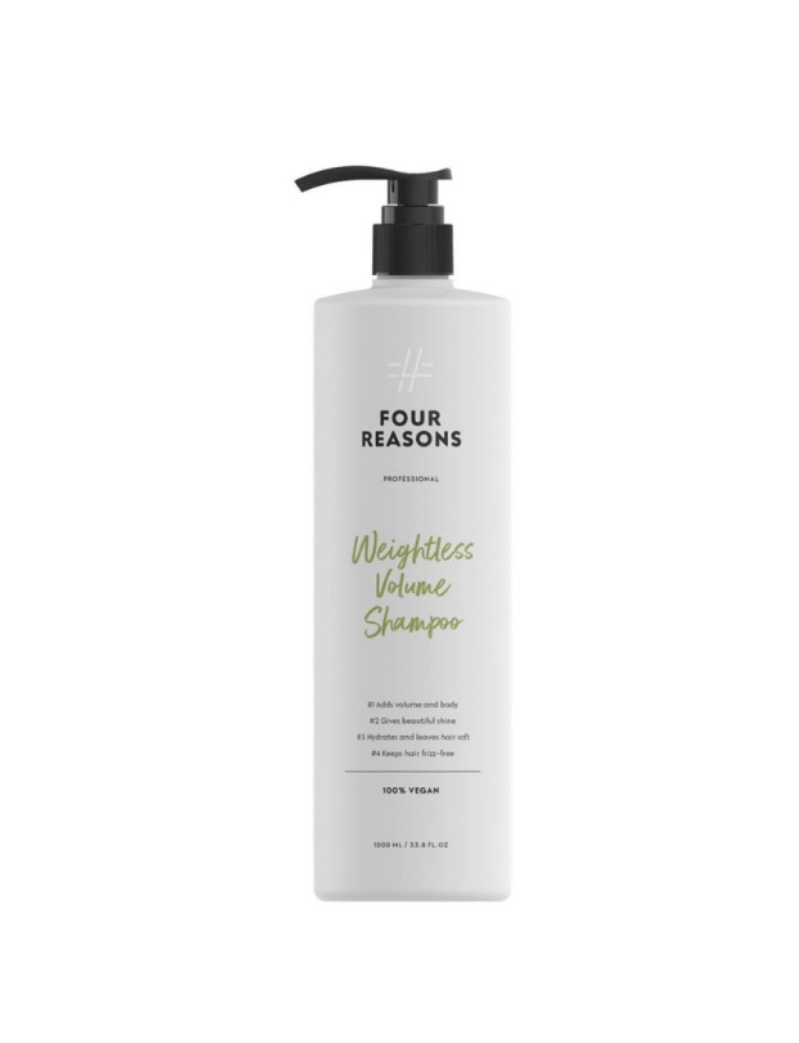 FOUR
REASONS
PROFESSIONAL
Weightless
Volume
Shampoo
#1 Adds volume and body
#2 Gives beautiful shine
#3 Hydrates and leaves hair soft
#4 Keeps hair frizz-free
100% VEGAN
1000 ML / 33.8 FL.OZ